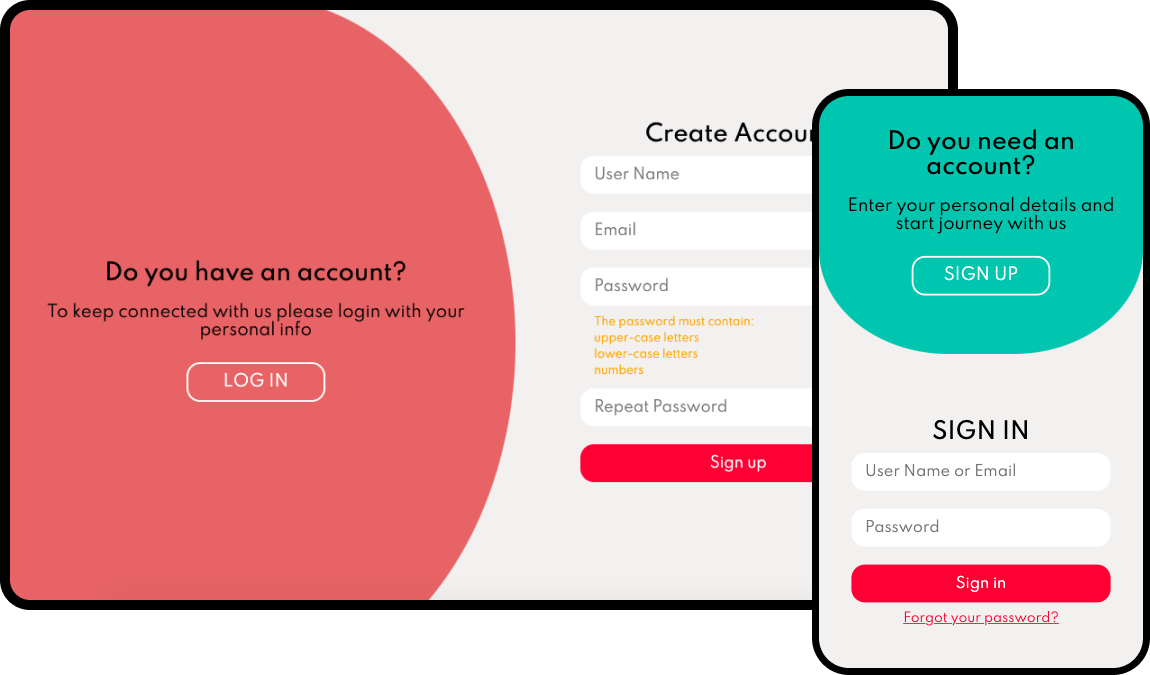 Do you have an account?
To keep connected with us please login with your
personal info
LOG IN
Create Accoun
User Name
Email
Password
The password must contain:
upper-case letters
lower-case letters
numbers
Repeat Password
Sign up
Do you need an
account?
Enter your personal details and
start journey with us
SIGN UP
SIGN IN
User Name or Email
Password
Sign in
Forgot your password?